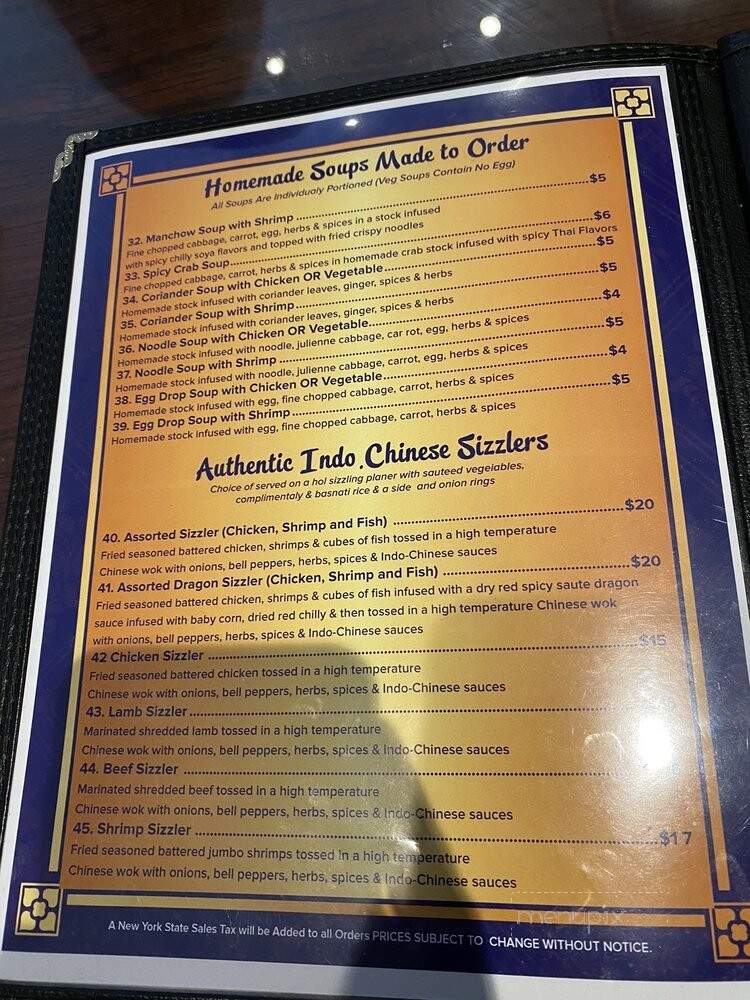 Homemade Soups Made to Order
All Soups Are Individualy Portioned (Veg Soups Contain No Egg)
32. Manchow Soup with Shrimp ........ $5
Fine chopped cabbage, carrot, egg, herbs & spices in a stock infused
with spicy chilly soya flavors and topped with fried crispy noodles
33. Spicy Crab Soup ........ $6
Fine chopped cabbage, carrot, herbs & spices in homemade crab stock infused with spicy Thai Flavors
34. Coriander Soup with Chicken OR Vegetable ........ $5
Homemade stock infused with coriander leaves, ginger, spices & herbs
35. Coriander Soup with Shrimp ........ $5
Homemade stock infused with coriander leaves, ginger, spices & herbs
36. Noodle Soup with Chicken OR Vegetable ........ $4
Homemade stock infused with noodle, julienne cabbage, car rot, egg, herbs & spices
37. Noodle Soup with Shrimp ........ $5
Homemade stock infused with noodle, julienne cabbage, carrot, egg, herbs & spices
38. Egg Drop Soup with Chicken OR Vegetable ........ $4
Homemade stock infused with egg, fine chopped cabbage, carrot, herbs & spices
39. Egg Drop Soup with Shrimp ........ $5
Homemade stock infused with egg, fine chopped cabbage, carrot, herbs & spices
Authentic Indo.Chinese Sizzlers
Choice of served on a hol sizzling planer with sauteed vegeiables,
complimentaly & basnati rice & a side and onion rings
40. Assorted Sizzler (Chicken, Shrimp and Fish) ........ $20
Fried seasoned battered chicken, shrimps & cubes of fish tossed in a high temperature
Chinese wok with onions, bell peppers, herbs, spices & Indo-Chinese sauces
41. Assorted Dragon Sizzler (Chicken, Shrimp and Fish) ........ $20
Fried seasoned battered chicken, shrimps & cubes of fish infused with a dry red spicy saute dragon
sauce infused with baby corn, dried red chilly & then tossed in a high temperature Chinese wok
with onions, bell peppers, herbs, spices & Indo-Chinese sauces
42 Chicken Sizzler ........ $15
Fried seasoned battered chicken tossed in a high temperature
Chinese wok with onions, bell peppers, herbs, spices & Indo-Chinese sauces
43. Lamb Sizzler ........
Marinated shredded lamb tossed in a high temperature
Chinese wok with onions, bell peppers, herbs, spices & Indo-Chinese sauces
44. Beef Sizzler ........
Marinated shredded beef tossed in a high temperature
Chinese wok with onions, bell peppers, herbs, spices & Indo-Chinese sauces
45. Shrimp Sizzler ........ $17
Fried seasoned battered jumbo shrimps tossed in a high temperature
Chinese wok with onions, bell peppers, herbs, spices & Indo-Chinese sauces
menupix
A New York State Sales Tax will be Added to all Orders PRICES SUBJECT TO CHANGE WITHOUT NOTICE.